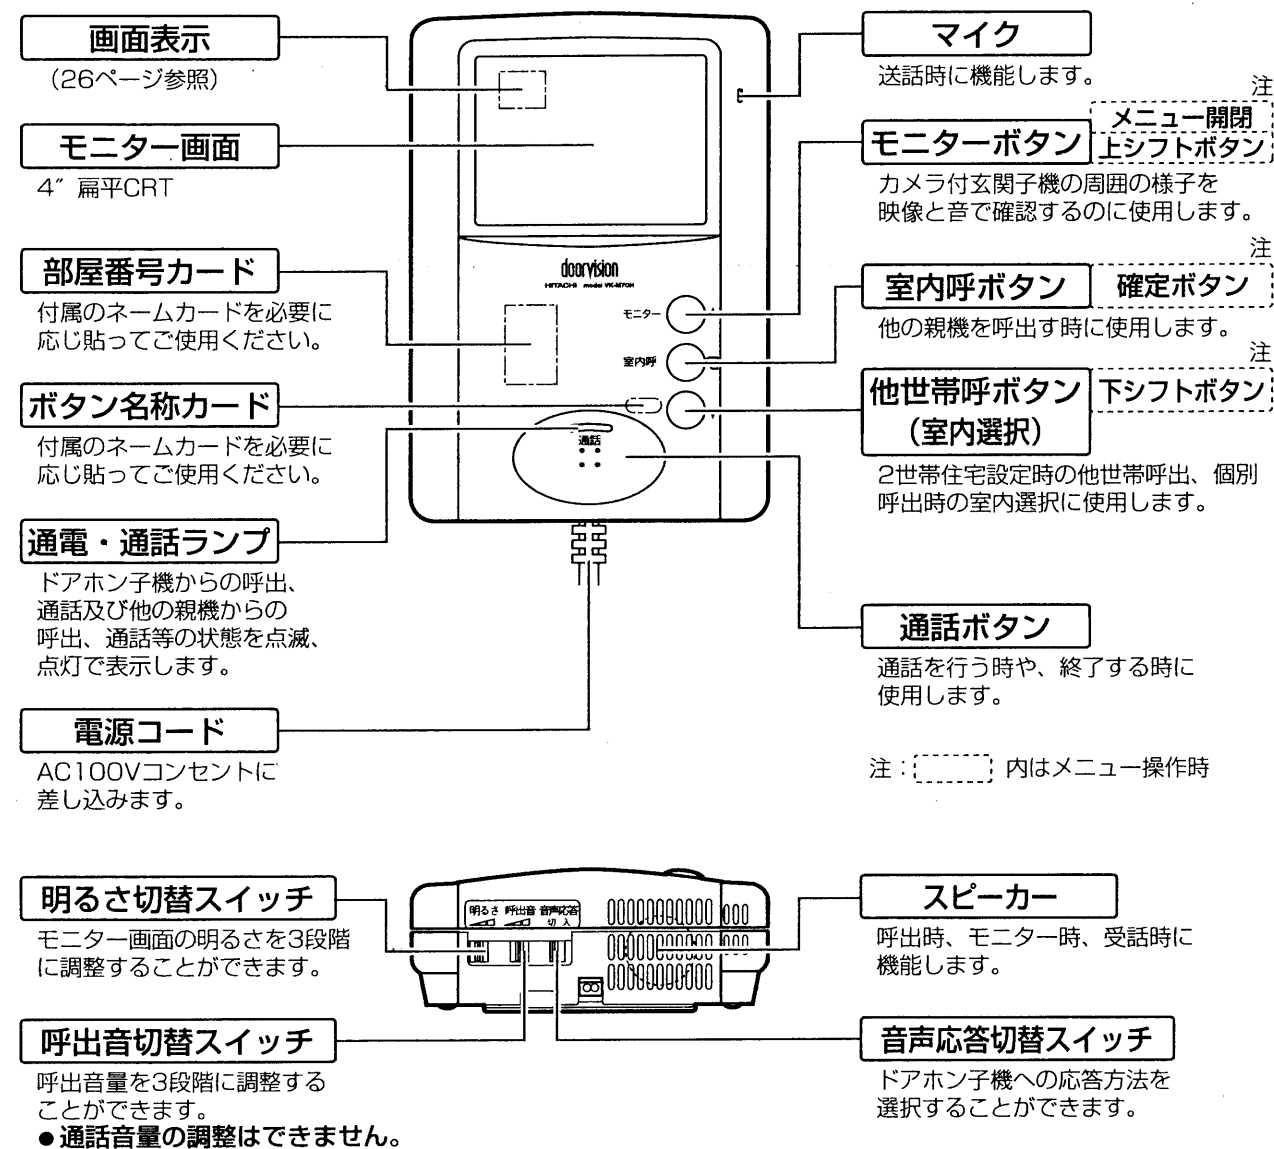 画面表示
(26ページ参照)
モニター画面
4″ 扁平CRT
部屋番号カード
付属のネームカードを必要に
応じ貼ってご使用ください。
ボタン名称カード
付属のネームカードを必要に
応じ貼ってご使用ください。
通電・通話ランプ
ドアホン子機からの呼出、
通話及び他の親機からの
呼出、通話等の状態を点滅、
点灯で表示します。
電源コード
AC100Vコンセントに
差し込みます。
doorvision
HITACHI model VK-M70H
モニター
室内呼
通話
マイク
送話時に機能します。
注
モニターボタン
メニュー開閉
上シフトボタン
カメラ付玄関子機の周囲の様子を
映像と音で確認するのに使用します。
注
室内呼ボタン 確定ボタン
他の親機を呼出す時に使用します。
注
他世帯呼ボタン 下シフトボタン
(室内選択)
2世帯住宅設定時の他世帯呼出、個別
呼出時の室内選択に使用します。
通話ボタン
通話を行う時や、終了する時に
使用します。
注: 内はメニュー操作時
明るさ切替スイッチ
モニター画面の明るさを3段階
に調整することができます。
呼出音切替スイッチ
呼出音量を3段階に調整する
ことができます。
●通話音量の調整はできません。
明るさ 呼出音 音声応答
切 入
スピーカー
呼出時、モニター時、受話時に
機能します。
音声応答切替スイッチ
ドアホン子機への応答方法を
選択することができます。